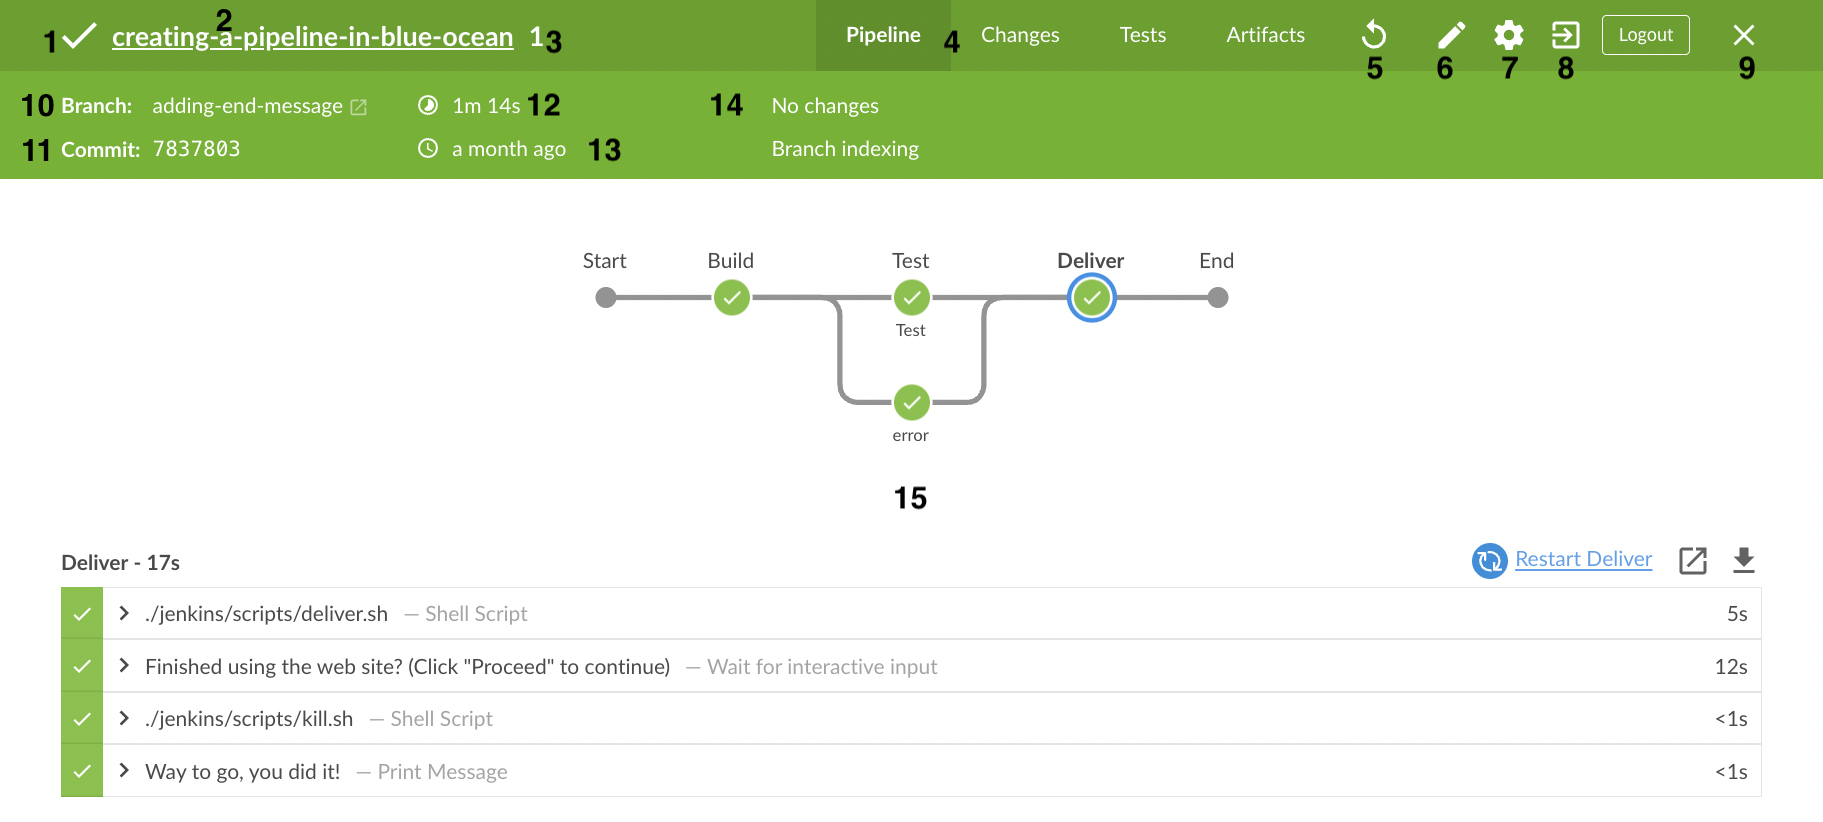 1 creating-a-pipeline-in-blue-ocean 1 3 Pipeline 4 Changes Tests Artifacts Logout
2
5 6 7 8 9
10 Branch: adding-end-message 1m 14s 12 14 No changes
11 Commit: 7837803 a month ago 13 Branch indexing
Start Build Test Deliver End
Test
error
15
Deliver - 17s Restart Deliver
./jenkins/scripts/deliver.sh — Shell Script 5s
Finished using the web site? (Click "Proceed" to continue) — Wait for interactive input 12s
./jenkins/scripts/kill.sh — Shell Script <1s
Way to go, you did it! — Print Message <1s